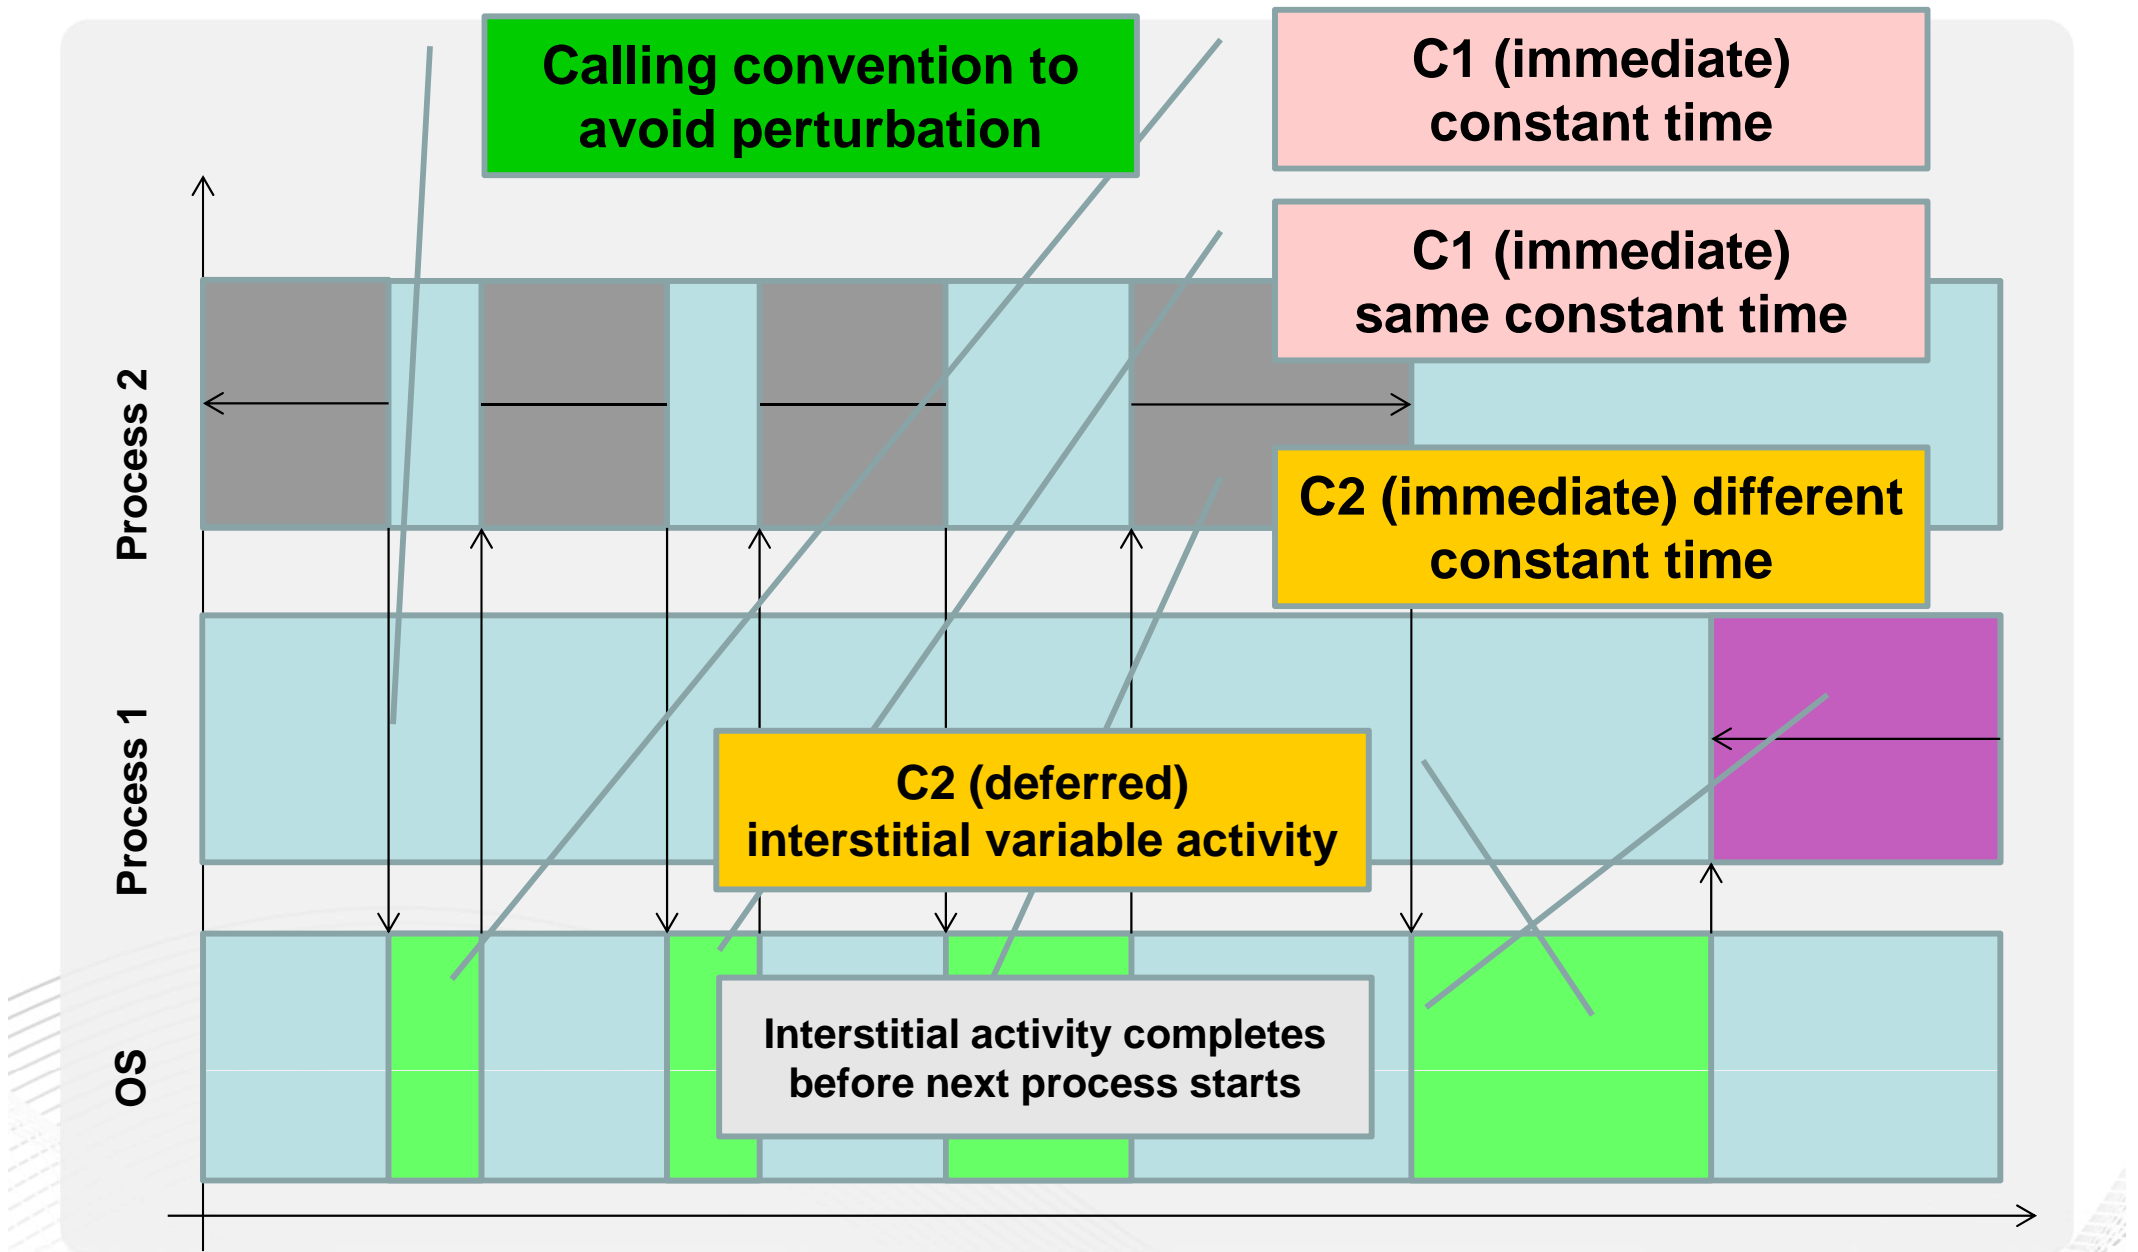 Calling convention to
avoid perturbation
C1 (immediate)
constant time
C1 (immediate)
same constant time
Process 2
C2 (immediate) different
constant time
Process 1
C2 (deferred)
interstitial variable activity
OS
Interstitial activity completes
before next process starts